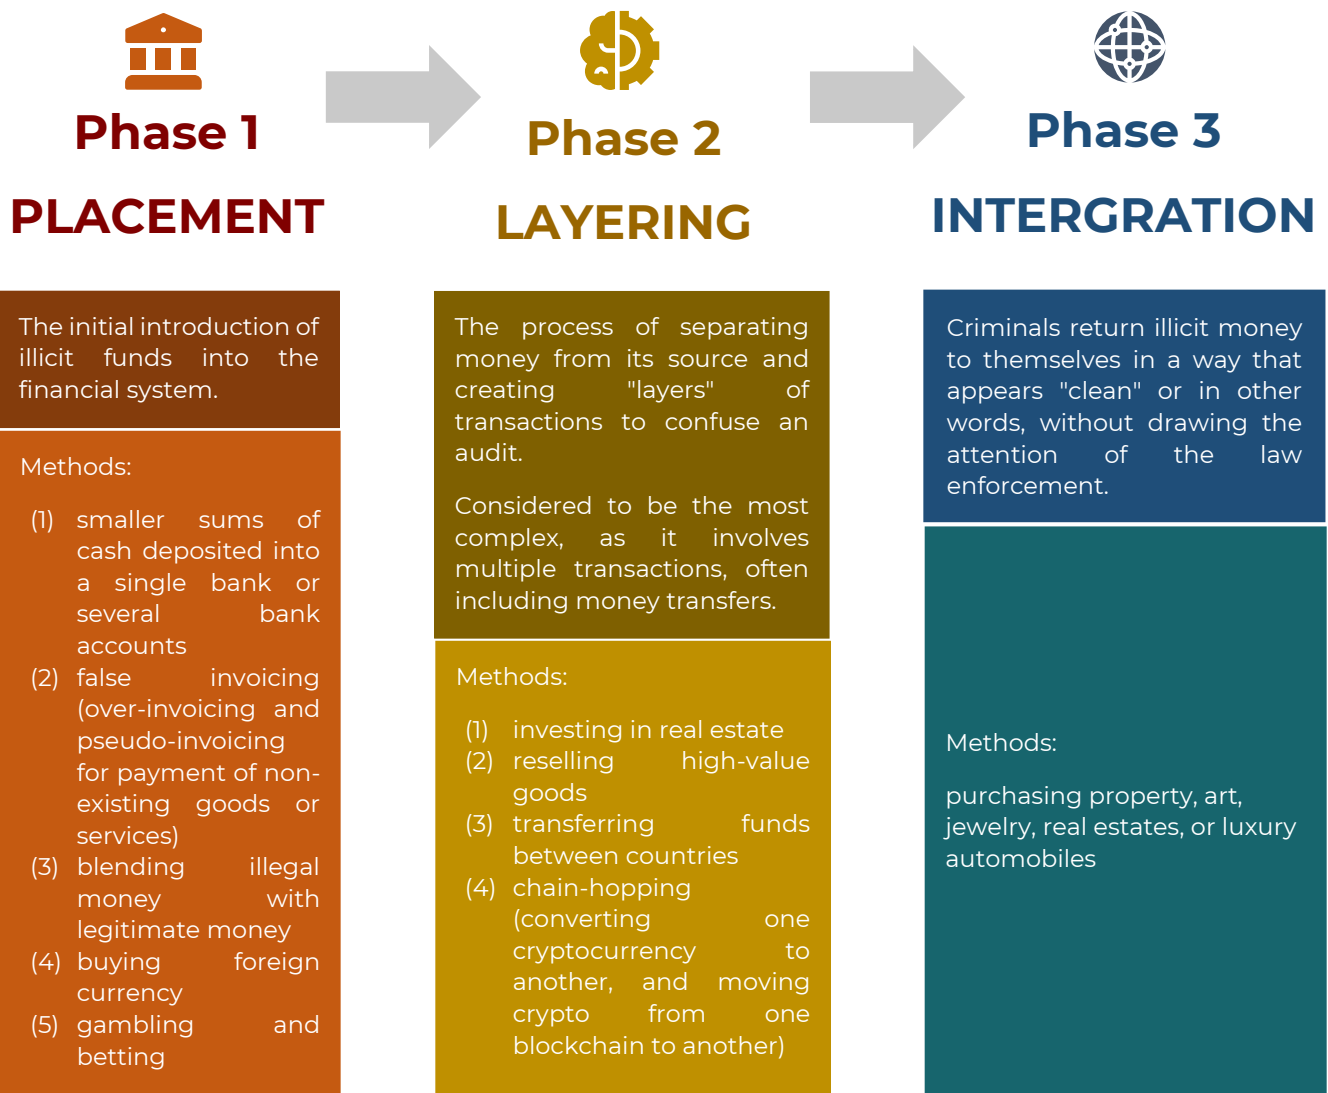 Phase 1
PLACEMENT
The initial introduction of
illicit funds into the
financial system.
Methods:
(1) smaller sums of
cash deposited into
a single bank or
several bank
accounts
(2) false invoicing
(over-invoicing and
pseudo-invoicing
for payment of non-
existing goods or
services)
(3) blending illegal
money with
legitimate money
(4) buying foreign
currency
(5) gambling and
betting
Phase 2
LAYERING
The process of separating
money from its source and
creating "layers" of
transactions to confuse an
audit.
Considered to be the most
complex, as it involves
multiple transactions, often
including money transfers.
Methods:
(1) investing in real estate
(2) reselling high-value
goods
(3) transferring funds
between countries
(4) chain-hopping
(converting one
cryptocurrency to
another, and moving
crypto from one
blockchain to another)
Phase 3
INTERGRATION
Criminals return illicit money
to themselves in a way that
appears "clean" or in other
words, without drawing the
attention of the law
enforcement.
Methods:
purchasing property, art,
jewelry, real estates, or luxury
automobiles